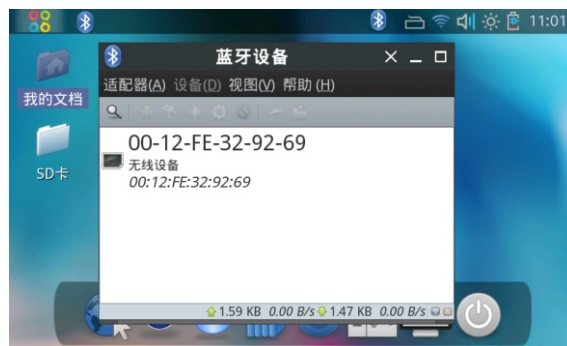 11:01
蓝牙设备
适配器(A) 设备(D) 视图(V) 帮助 (H)
我的文档
00-12-FE-32-92-69
无线设备
00:12:FE:32:92:69
SD卡
1.59 KB 0.00 B/s 1.47 KB 0.00 B/s